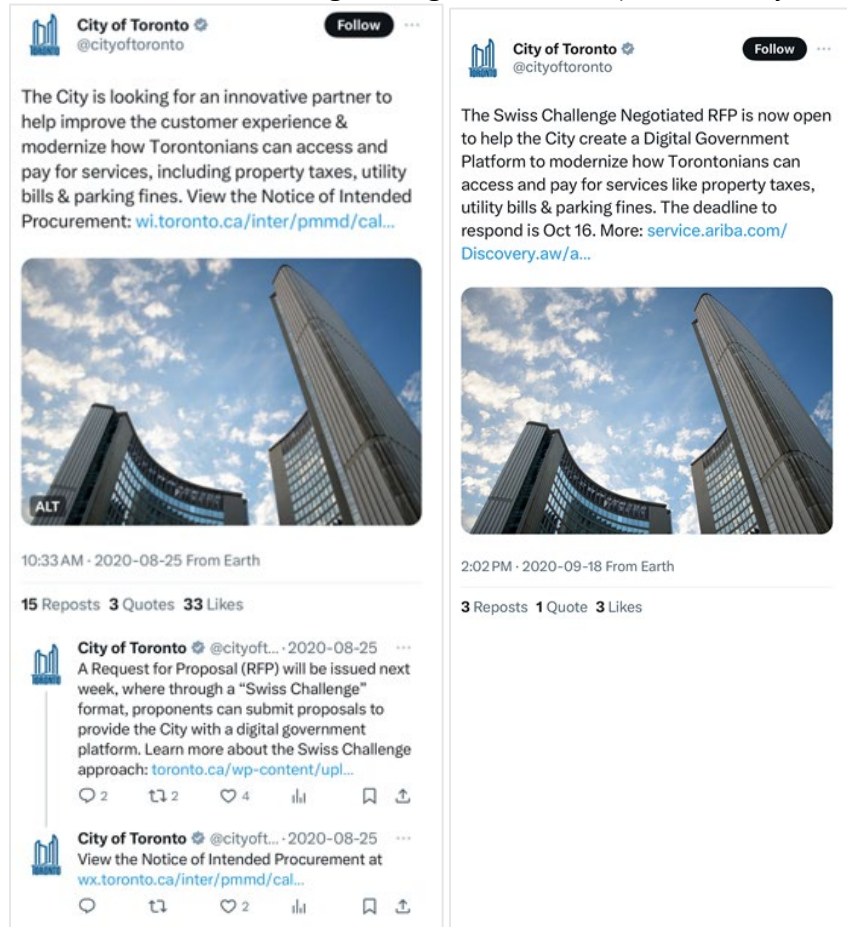 City of Toronto
@cityoftoronto
Follow
The City is looking for an innovative partner to
help improve the customer experience &
modernize how Torontonians can access and
pay for services, including property taxes, utility
bills & parking fines. View the Notice of Intended
Procurement: wi.toronto.ca/inter/pmmd/cal...
ALT
10:33 AM · 2020-08-25 From Earth
15 Reposts 3 Quotes 33 Likes
City of Toronto @cityoft... · 2020-08-25
A Request for Proposal (RFP) will be issued next
week, where through a “Swiss Challenge”
format, proponents can submit proposals to
provide the City with a digital government
platform. Learn more about the Swiss Challenge
approach: toronto.ca/wp-content/upl...
2 2 4
City of Toronto @cityoft... · 2020-08-25
View the Notice of Intended Procurement at
wx.toronto.ca/inter/pmmd/cal...
2
City of Toronto
@cityoftoronto
Follow
The Swiss Challenge Negotiated RFP is now open
to help the City create a Digital Government
Platform to modernize how Torontonians can
access and pay for services like property taxes,
utility bills & parking fines. The deadline to
respond is Oct 16. More: service.ariba.com/
Discovery.aw/a...
2:02 PM · 2020-09-18 From Earth
3 Reposts 1 Quote 3 Likes